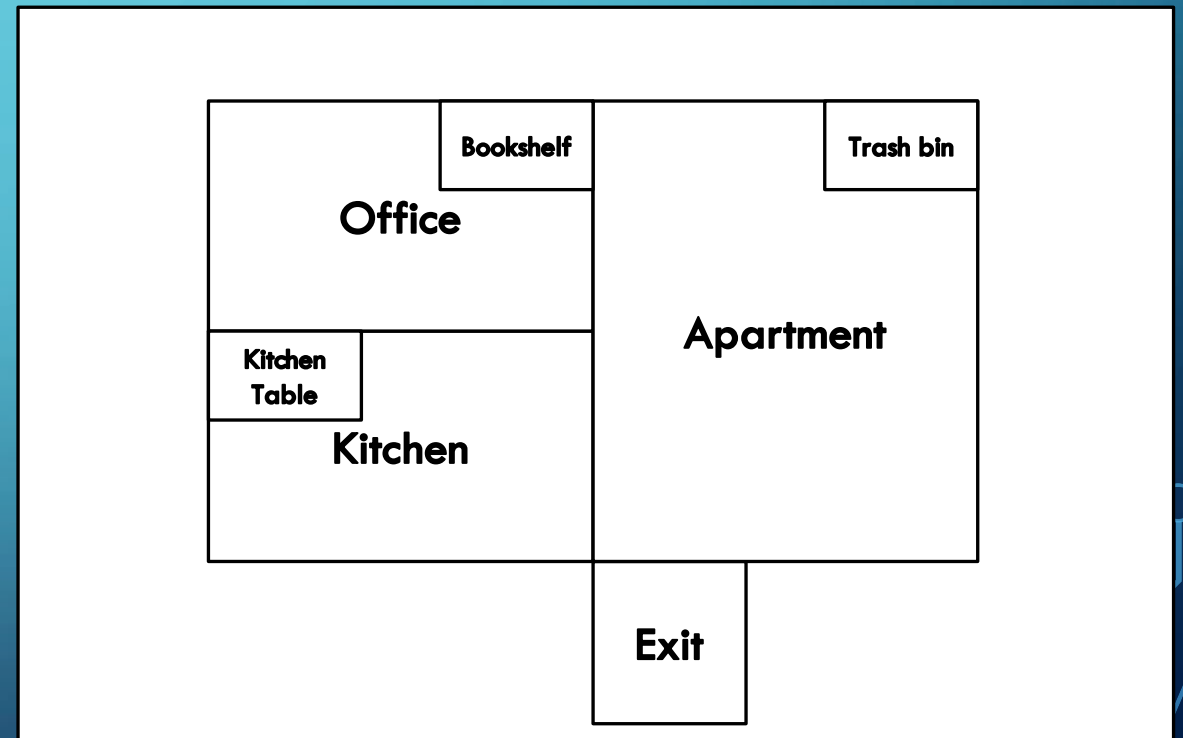 Bookshelf
Trash bin
Office
Apartment
Kitchen
Table
Kitchen
Exit